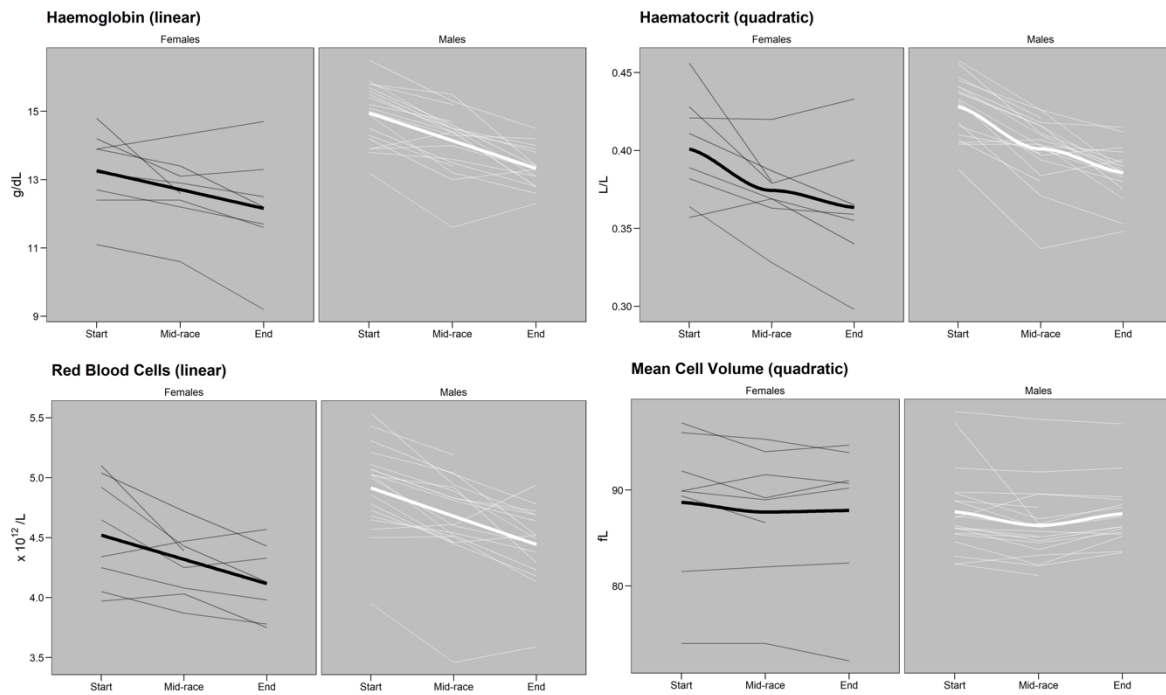 Haemoglobin (linear)
Females
Males
g/dL
15
13
11
9
Start
Mid-race
End
Start
Mid-race
End
Haematocrit (quadratic)
Females
Males
L/L
0.45
0.40
0.35
0.30
Start
Mid-race
End
Start
Mid-race
End
Red Blood Cells (linear)
Females
Males
x 10¹²/L
5.5
5.0
4.5
4.0
3.5
Start
Mid-race
End
Start
Mid-race
End
Mean Cell Volume (quadratic)
Females
Males
fL
90
80
Start
Mid-race
End
Start
Mid-race
End